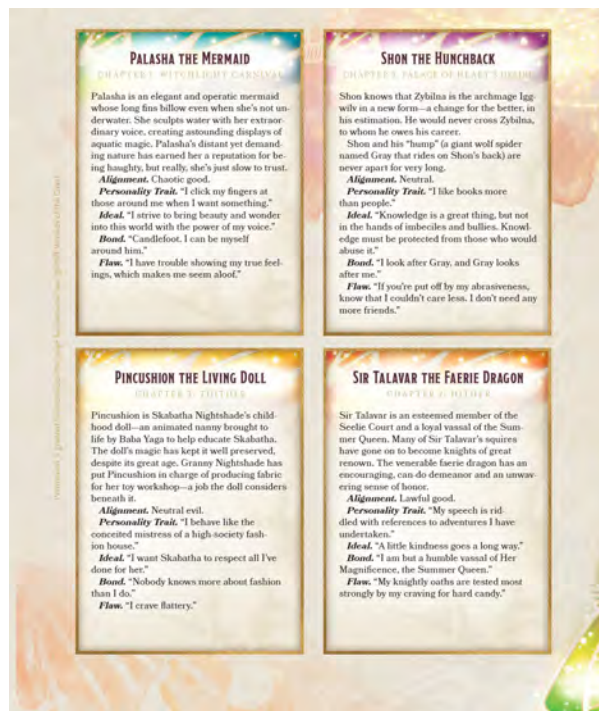 PALASHA THE MERMAID
CHAPTER 1: WITCHLIGHT CARNIVAL
Palasha is an elegant and operatic mermaid
whose long fins billow even when she's not un-
derwater. She sculpts water with her extraor-
dinary voice, creating astounding displays of
aquatic magic. Palasha's distant yet demand-
ing nature has earned her a reputation for be-
ing haughty, but really, she's just slow to trust.
Alignment. Chaotic good.
Personality Trait. "I click my fingers at
those around me when I want something."
Ideal. "I strive to bring beauty and wonder
into this world with the power of my voice."
Bond. "Candlefoot. I can be myself
around him."
Flaw. "I have trouble showing my true feel-
ings, which makes me seem aloof."
SHON THE HUNCHBACK
CHAPTER 5: PALACE OF HEART'S DESIRE
Shon knows that Zybilna is the archmage Igg-
wilv in a new form—a change for the better, in
his estimation. He would never cross Zybilna,
to whom he owes his career.
Shon and his "hump" (a giant wolf spider
named Gray that rides on Shon's back) are
never apart for very long.
Alignment. Neutral.
Personality Trait. "I like books more
than people."
Ideal. "Knowledge is a great thing, but not
in the hands of imbeciles and bullies. Knowl-
edge must be protected from those who would
abuse it."
Bond. "I look after Gray, and Gray looks
after me."
Flaw. "If you're put off by my abrasiveness,
know that I couldn't care less. I don't need any
more friends."
PINCUSHION THE LIVING DOLL
CHAPTER 3: THITHER
Pincushion is Skabatha Nightshade's child-
hood doll—an animated nanny brought to
life by Baba Yaga to help educate Skabatha.
The doll's magic has kept it well preserved,
despite its great age. Granny Nightshade has
put Pincushion in charge of producing fabric
for her toy workshop—a job the doll considers
beneath it.
Alignment. Neutral evil.
Personality Trait. "I behave like the
conceited mistress of a high-society fash-
ion house."
Ideal. "I want Skabatha to respect all I've
done for her."
Bond. "Nobody knows more about fashion
than I do."
Flaw. "I crave flattery."
SIR TALAVAR THE FAERIE DRAGON
CHAPTER 2: HITHER
Sir Talavar is an esteemed member of the
Seelie Court and a loyal vassal of the Sum-
mer Queen. Many of Sir Talavar's squires
have gone on to become knights of great
renown. The venerable faerie dragon has an
encouraging, can-do demeanor and an unwav-
ering sense of honor.
Alignment. Lawful good.
Personality Trait. "My speech is rid-
dled with references to adventures I have
undertaken."
Ideal. "A little kindness goes a long way."
Bond. "I am but a humble vassal of Her
Magnificence, the Summer Queen."
Flaw. "My knightly oaths are tested most
strongly by my craving for hard candy."